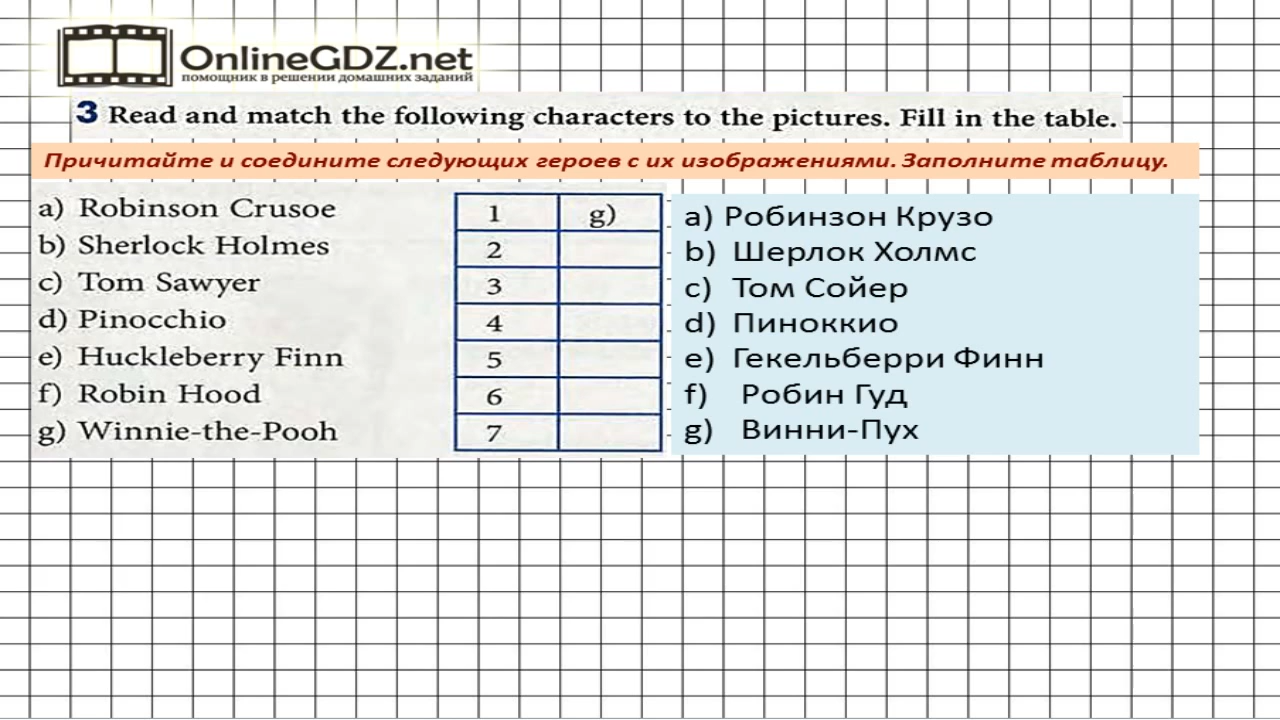 OnlineGDZ.net
помощник в решении домашних заданий
3 Read and match the following characters to the pictures. Fill in the table.
Причитайте и соедините следующих героев с их изображениями. Заполните таблицу.
a) Robinson Crusoe
b) Sherlock Holmes
c) Tom Sawyer
d) Pinocchio
e) Huckleberry Finn
f) Robin Hood
g) Winnie-the-Pooh
1 g)
2
3
4
5
6
7
a) Робинзон Крузо
b) Шерлок Холмс
c) Том Сойер
d) Пиноккио
e) Гекельберри Финн
f) Робин Гуд
g) Винни-Пух